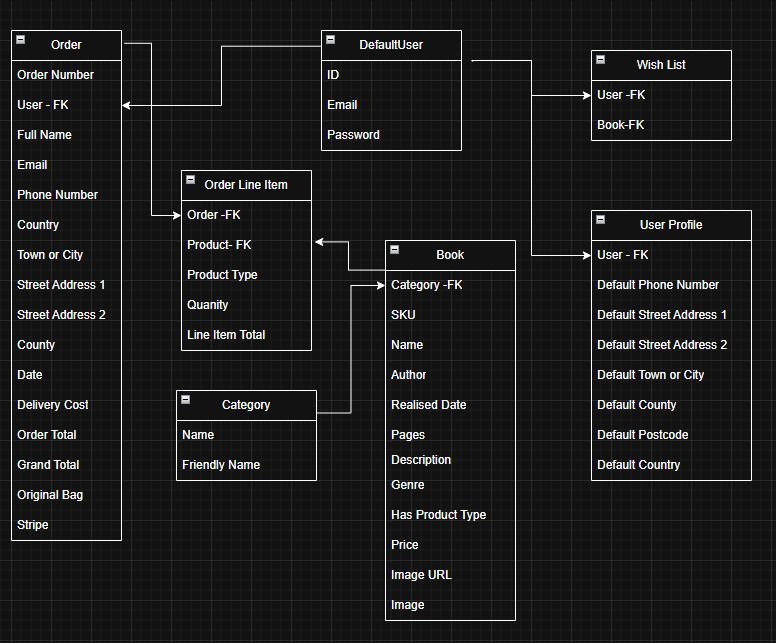 Order
Order Number
User - FK
Full Name
Email
Phone Number
Country
Town or City
Street Address 1
Street Address 2
County
Date
Delivery Cost
Order Total
Grand Total
Original Bag
Stripe
DefaultUser
ID
Email
Password
Wish List
User -FK
Book-FK
Order Line Item
Order -FK
Product- FK
Product Type
Quanity
Line Item Total
Category
Name
Friendly Name
Book
Category -FK
SKU
Name
Author
Realised Date
Pages
Description
Genre
Has Product Type
Price
Image URL
Image
User Profile
User - FK
Default Phone Number
Default Street Address 1
Default Street Address 2
Default Town or City
Default County
Default Postcode
Default Country